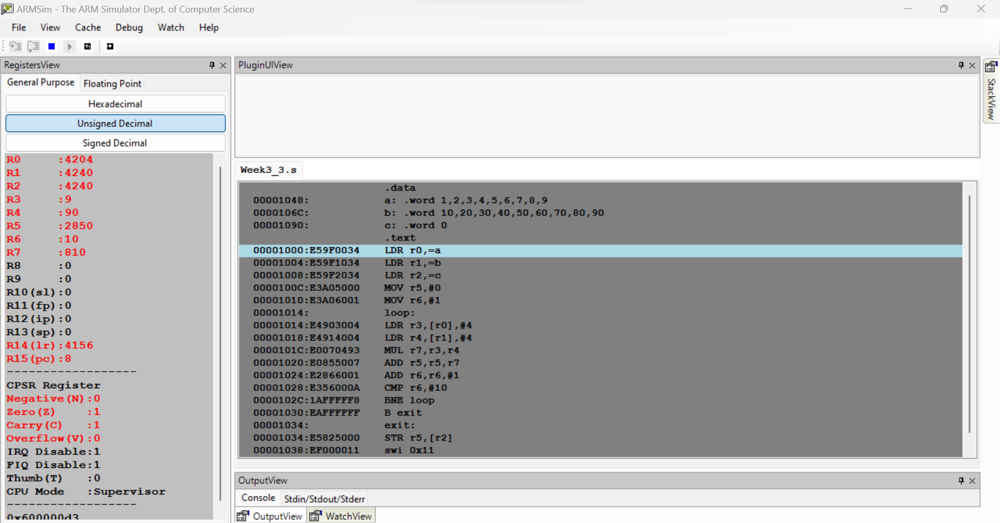 ARMSim - The ARM Simulator Dept. of Computer Science
File View Cache Debug Watch Help
RegistersView
General Purpose Floating Point
Hexadecimal
Unsigned Decimal
Signed Decimal
R0 :4204
R1 :4240
R2 :4240
R3 :9
R4 :90
R5 :2850
R6 :10
R7 :810
R8 :0
R9 :0
R10(sl):0
R11(fp):0
R12(ip):0
R13(sp):0
R14(lr):4156
R15(pc):8
-------------------
CPSR Register
Negative(N):0
Zero(Z) :1
Carry(C) :1
Overflow(V):0
IRQ Disable:1
FIQ Disable:1
Thumb(T) :0
CPU Mode :Supervisor
-------------------
0x600000d3
PluginUIView
Week3_3.s
.data
00001048: a: .word 1,2,3,4,5,6,7,8,9
0000106C: b: .word 10,20,30,40,50,60,70,80,90
00001090: c: .word 0
.text
00001000:E59F0034 LDR r0,=a
00001004:E59F1034 LDR r1,=b
00001008:E59F2034 LDR r2,=c
0000100C:E3A05000 MOV r5,#0
00001010:E3A06001 MOV r6,#1
00001014: loop:
00001014:E4903004 LDR r3,[r0],#4
00001018:E4914004 LDR r4,[r1],#4
0000101C:E0070493 MUL r7,r3,r4
00001020:E0855007 ADD r5,r5,r7
00001024:E2866001 ADD r6,r6,#1
00001028:E356000A CMP r6,#10
0000102C:1AFFFFF8 BNE loop
00001030:EAFFFFFF B exit
00001034: exit:
00001034:E5825000 STR r5,[r2]
00001038:EF000011 swi 0x11
OutputView
Console Stdin/Stdout/Stderr
OutputView WatchView
StackView